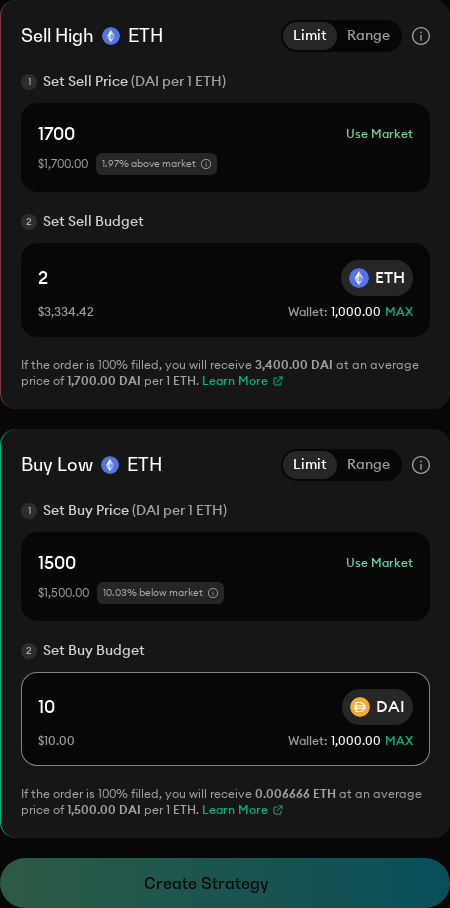 Sell High ETH Limit Range
1 Set Sell Price (DAI per 1 ETH)
1700 Use Market
$1,700.00 1.97% above market
2 Set Sell Budget
2 ETH
$3,334.42 Wallet: 1,000.00 MAX
If the order is 100% filled, you will receive 3,400.00 DAI at an average
price of 1,700.00 DAI per 1 ETH. Learn More
Buy Low ETH Limit Range
1 Set Buy Price (DAI per 1 ETH)
1500 Use Market
$1,500.00 10.03% below market
2 Set Buy Budget
10 DAI
$10.00 Wallet: 1,000.00 MAX
If the order is 100% filled, you will receive 0.006666 ETH at an average
price of 1,500.00 DAI per 1 ETH. Learn More
Create Strategy